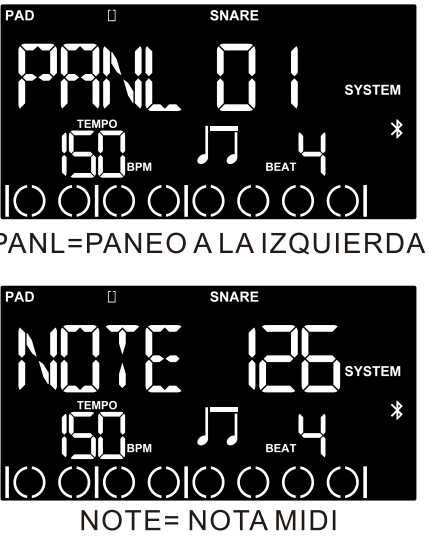 PAD SNARE
PANL 01
SYSTEM
TEMPO
150 BPM BEAT 4
PANL=PANEO A LA IZQUIERDA
PAD SNARE
NOTE 126
SYSTEM
TEMPO
150 BPM BEAT 4
NOTE= NOTA MIDI